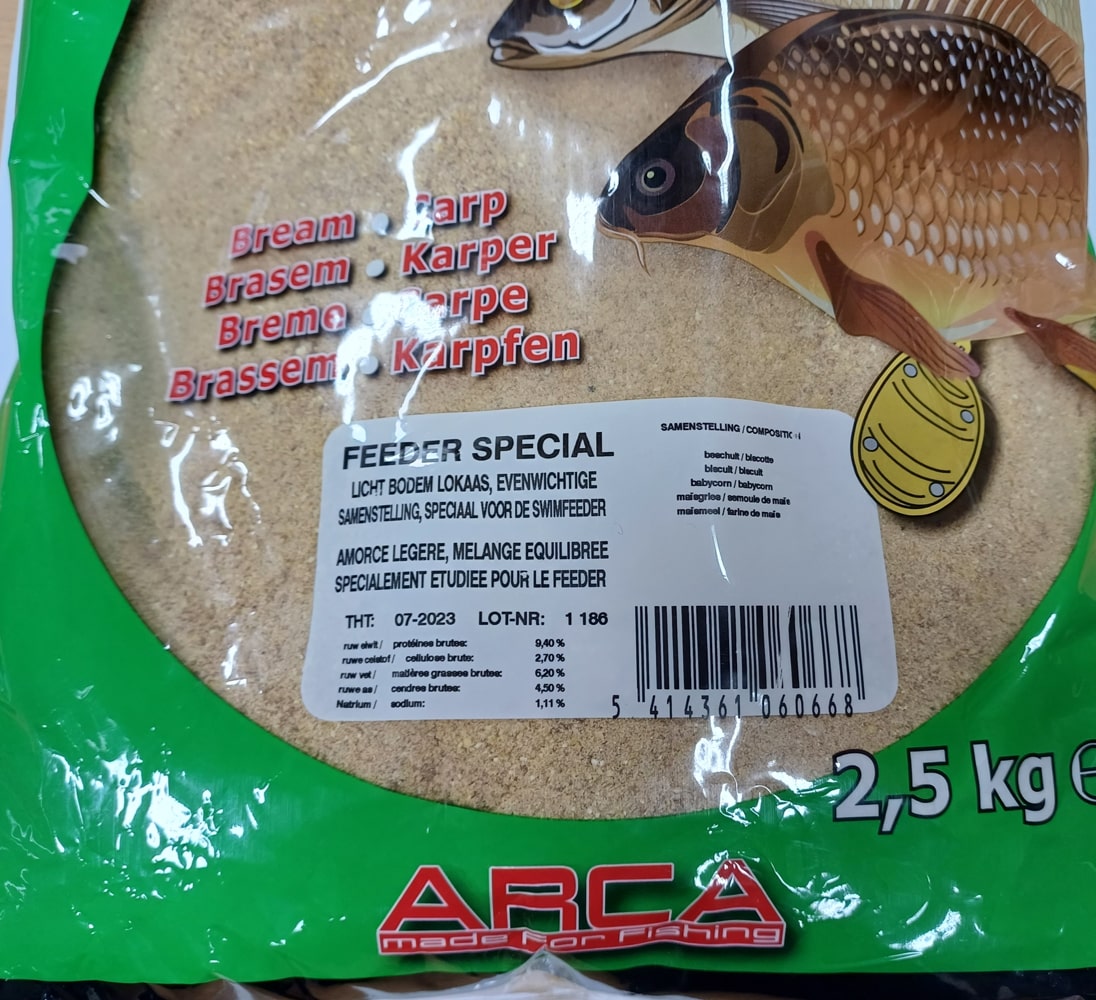 Bream • Carp
Brasem • Karper
Breme • Carpe
Brassem • Karpfen
FEEDER SPECIAL
LICHT BODEM LOKAAS, EVENWICHTIGE
SAMENSTELLING, SPECIAAL VOOR DE SWIMFEEDER
AMORCE LEGERE, MELANGE EQUILIBREE
SPECIALEMENT ETUDIEE POUR LE FEEDER
THT: 07-2023 LOT-NR: 1 186
ruw eiwit / protéines brutes: 9,40 %
ruwe celstof / cellulose brute: 2,70 %
ruw vet / matières grasses brutes: 6,20 %
ruwe as / cendres brutes: 4,50 %
Natrium / sodium: 1,11 %
SAMENSTELLING / COMPOSITION
beschuit / biscotte
biscuit / biscuit
babycorn / babycorn
maïsgries / semoule de maïs
maïsmeel / farine de maïs
5 414361 060668
2,5 kg e
ARCA
made for fishing